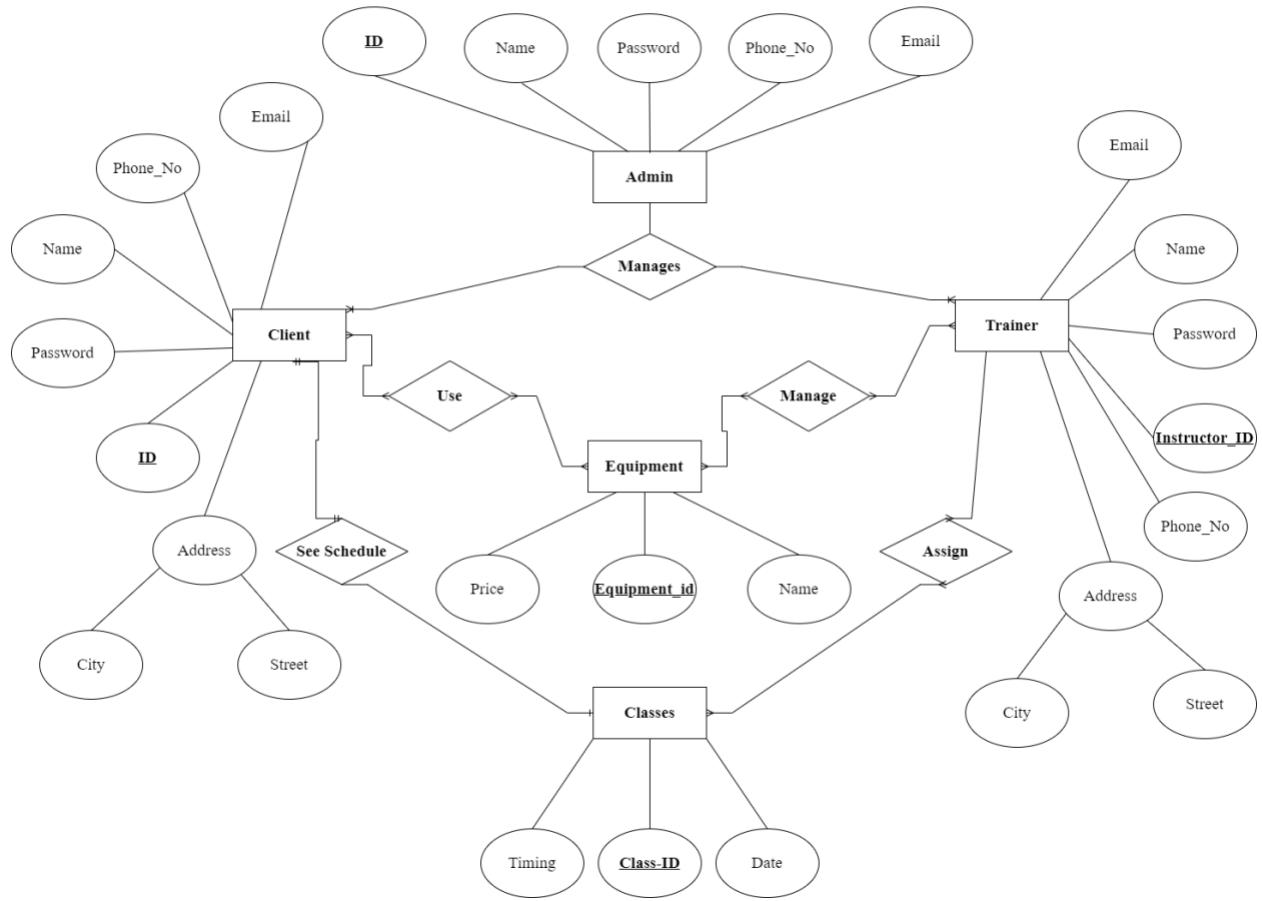 ID
Name
Password
Phone_No
Email
Email
Phone_No
Name
Password
ID
Address
City
Street
Admin
Manages
Client
Trainer
Email
Name
Password
Instructor_ID
Phone_No
Address
City
Street
Use
Manage
Equipment
Price
Equipment_id
Name
See Schedule
Assign
Classes
Timing
Class-ID
Date